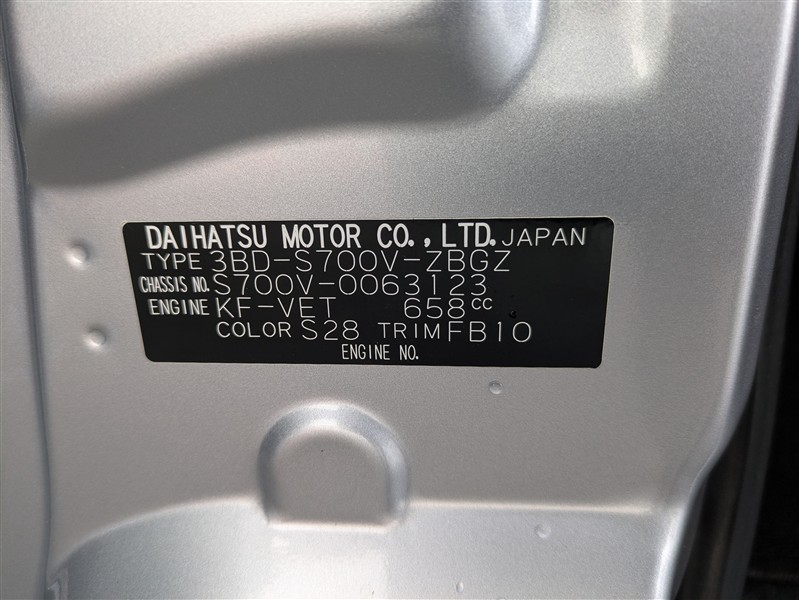 DAIHATSU MOTOR CO., LTD. JAPAN
TYPE 3BD-S700V-ZBGZ
CHASSIS NO. S700V-0063123
ENGINE KF-VET 658cc
COLOR S28 TRIM FB10
ENGINE NO.